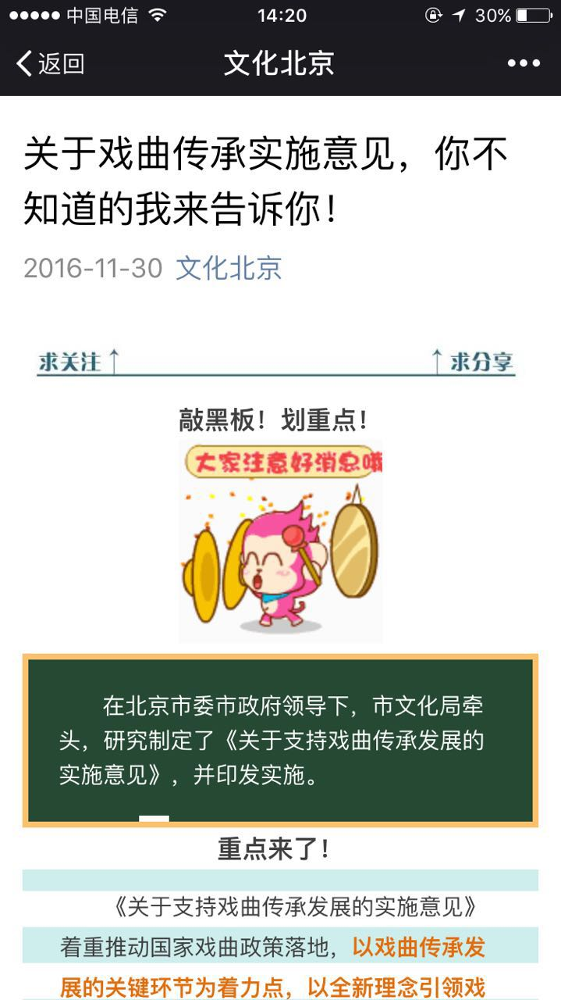 中国电信 14:20 30%
返回 文化北京
关于戏曲传承实施意见，你不
知道的我来告诉你！
2016-11-30 文化北京
求关注 求分享
敲黑板！划重点！
大家注意好消息哦
在北京市委市政府领导下，市文化局牵
头，研究制定了《关于支持戏曲传承发展的
实施意见》，并印发实施。
重点来了！
《关于支持戏曲传承发展的实施意见》
着重推动国家戏曲政策落地，以戏曲传承发
展的关键环节为着力点，以全新理念引领戏